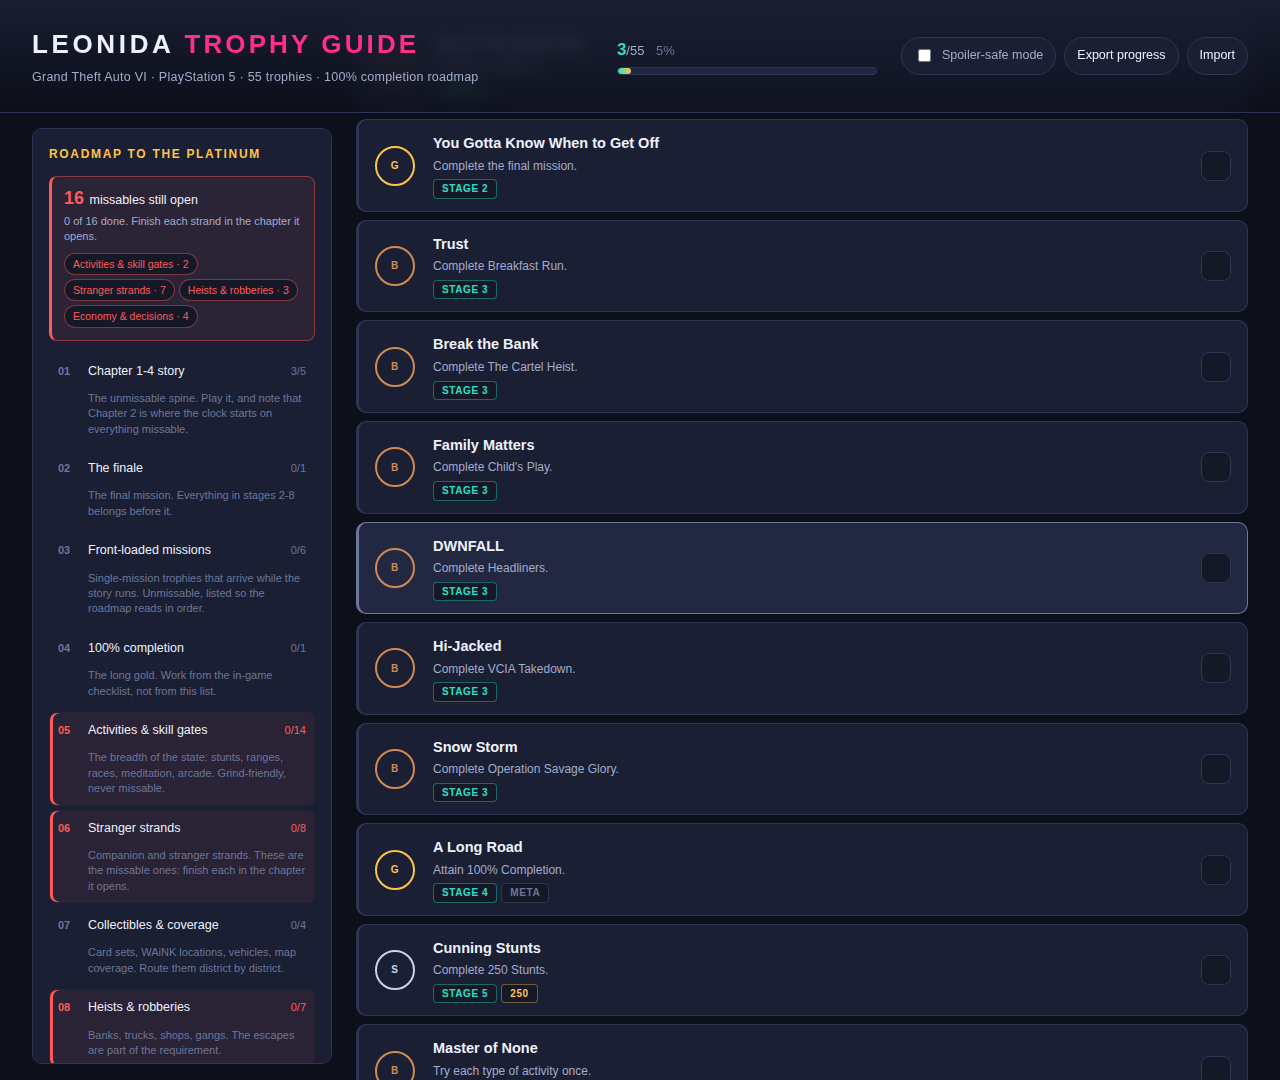 LEONIDA TROPHY GUIDE
Grand Theft Auto VI · PlayStation 5 · 55 trophies · 100% completion roadmap
3/55 5%
Spoiler-safe mode
Export progress
Import
ROADMAP TO THE PLATINUM
16 missables still open
0 of 16 done. Finish each strand in the chapter it
opens.
Activities & skill gates · 2
Stranger strands · 7
Heists & robberies · 3
Economy & decisions · 4
01 Chapter 1-4 story 3/5
The unmissable spine. Play it, and note that
Chapter 2 is where the clock starts on
everything missable.
02 The finale 0/1
The final mission. Everything in stages 2-8
belongs before it.
03 Front-loaded missions 0/6
Single-mission trophies that arrive while the
story runs. Unmissable, listed so the
roadmap reads in order.
04 100% completion 0/1
The long gold. Work from the in-game
checklist, not from this list.
05 Activities & skill gates 0/14
The breadth of the state: stunts, ranges,
races, meditation, arcade. Grind-friendly,
never missable.
06 Stranger strands 0/8
Companion and stranger strands. These are
the missable ones: finish each in the chapter
it opens.
07 Collectibles & coverage 0/4
Card sets, WAiNK locations, vehicles, map
coverage. Route them district by district.
08 Heists & robberies 0/7
Banks, trucks, shops, gangs. The escapes
are part of the requirement.
G
You Gotta Know When to Get Off
Complete the final mission.
STAGE 2
B
Trust
Complete Breakfast Run.
STAGE 3
B
Break the Bank
Complete The Cartel Heist.
STAGE 3
B
Family Matters
Complete Child's Play.
STAGE 3
B
DWNFALL
Complete Headliners.
STAGE 3
B
Hi-Jacked
Complete VCIA Takedown.
STAGE 3
B
Snow Storm
Complete Operation Savage Glory.
STAGE 3
G
A Long Road
Attain 100% Completion.
STAGE 4 META
S
Cunning Stunts
Complete 250 Stunts.
STAGE 5 250
B
Master of None
Try each type of activity once.